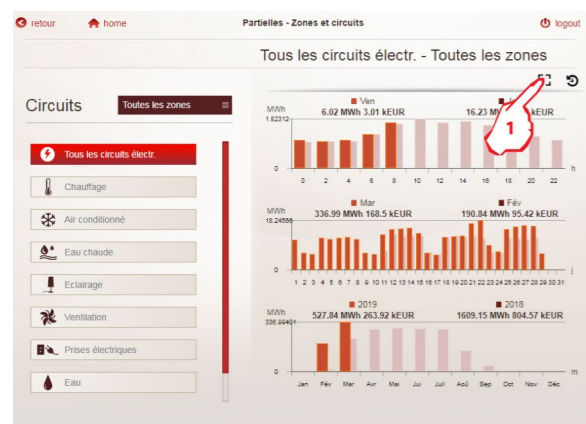 retour home Partielles - Zones et circuits logout
Tous les circuits électr. - Toutes les zones
Circuits Toutes les zones
Tous les circuits électr.
Chauffage
Air conditionné
Eau chaude
Eclairage
Ventilation
Prises électriques
Eau
1
MWh
1.82312
Ven
6.02 MWh 3.01 kEUR
16.23 MWh kEUR
0
0 2 4 6 8 10 12 14 16 18 20 22 h
MWh
Mar Fév
336.99 MWh 168.5 kEUR 190.84 MWh 95.42 kEUR
0
1 2 3 4 5 6 7 8 9 10 11 12 13 14 15 16 17 18 19 20 21 22 23 24 25 26 27 28 29 30 31 j
MWh
2019 2018
527.84 MWh 263.92 kEUR 1609.15 MWh 804.57 kEUR
336.99401
0
Jan Fév Mar Avr Mai Jui Juil Aoû Sep Oct Nov Déc m